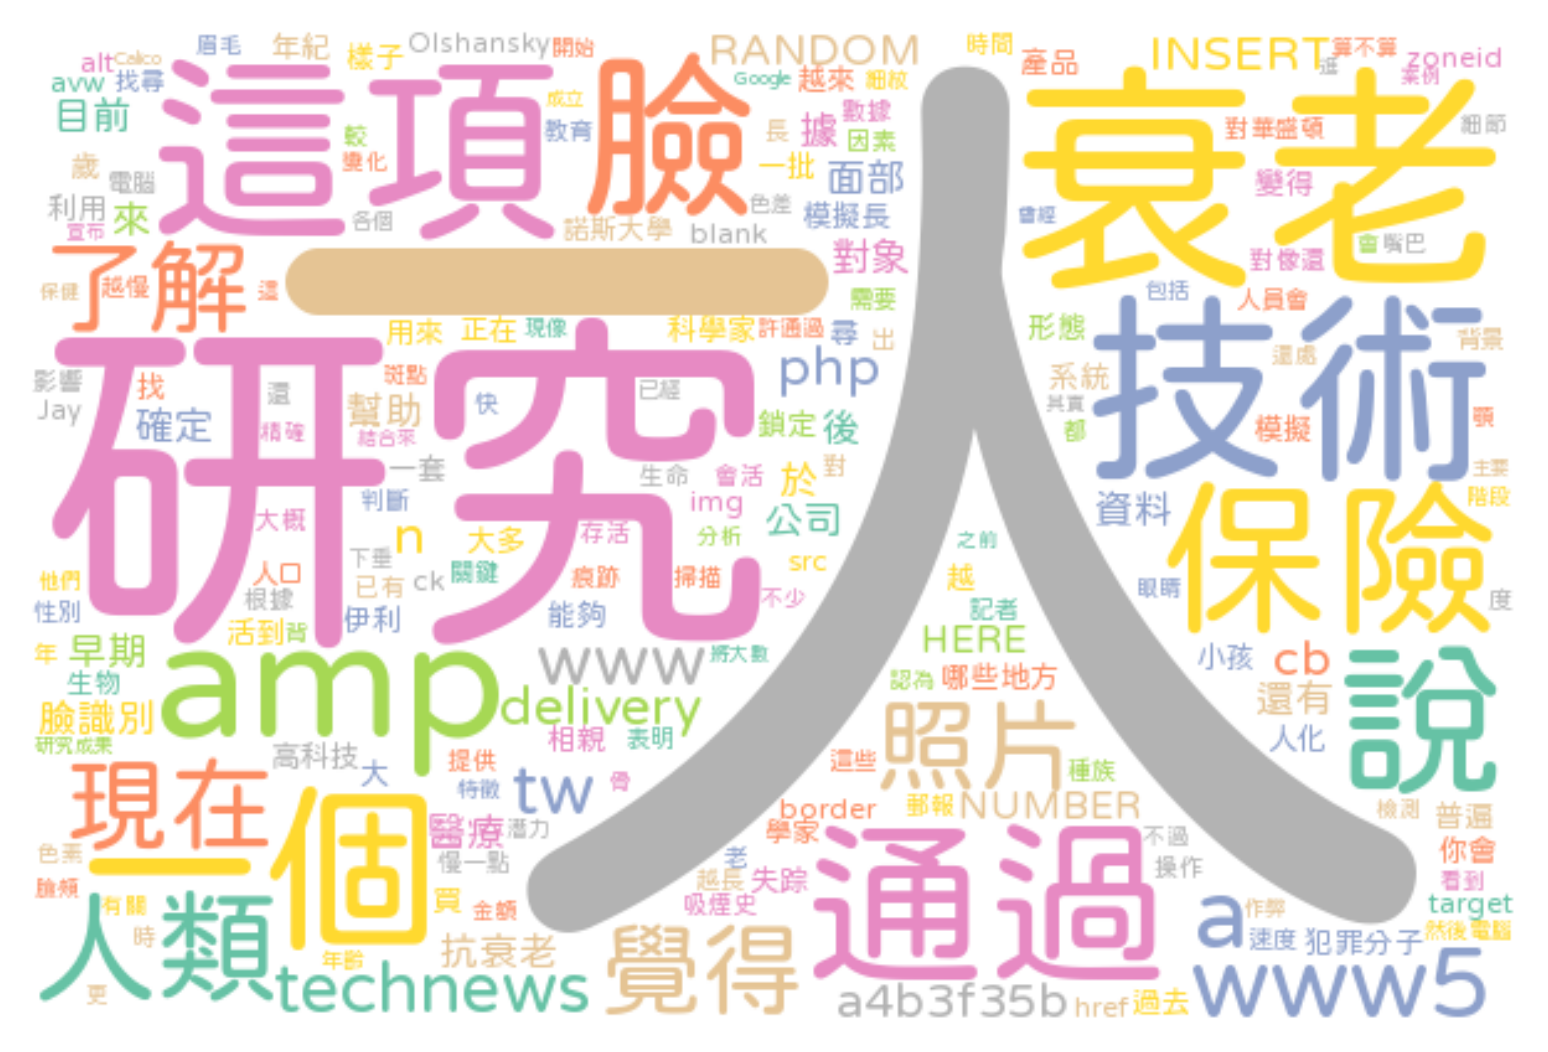 眉毛 年紀 樣子 Olshansky 開始 RANDOM 時間 產品 INSERT 算不算 zoneid
alt Calico avw 找尋 Google 越來 細紋 進 案例
目前 這項 臉 成立 教育 長 據 數據 因素 衰老 對華盛頓 細節
較 變化 一批 面部 變得
歲 電腦 利用 來 宣布 各個 諾斯大學 色差 blank 模擬長 曾經
了解 保健 越慢 這 一 對象 對像還 會 嘴巴
需要 人 包括 人員會
用來 正在 現像 科學家 許通過 尋 出 形態 技術 還處 背景
研究 影響 Jay 找 還 斑點 已經 php 系統 模擬 顎
確定 精確 幫助 快 結合來 鎖定 後 其實 都
一套 生命 會活 於 對 主要
判斷 大概 img 公司 資料 保險 階段
n 大多 存活 分析 之前
下垂 人口 已有 ck 關鍵 痕跡 掃描 src 越 眼睛
他們 性別 根據 伊利 能夠 不少 記者 度
活到 背 HERE
年 早期 生物 amp www 將大數 認為 哪些地方 小孩 cb 說
臉識別 delivery 還有
研究成果 高科技 相親 表明 照片 人化
現在 大 提供 特徵 tw 骨 這些 種族
一個 醫療 潛力 border 郵報 NUMBER 檢測 普遍
色素 慢一點 學家 通過 不過 你會
臉頰 老 越長 失踪 操作 看到
人類 有關 買 金額 吸煙史 a 作弊 target
時 抗衰老 覺得 速度 犯罪分子 然後電腦
更 年齡 technews a4b3f35b href 過去 www5